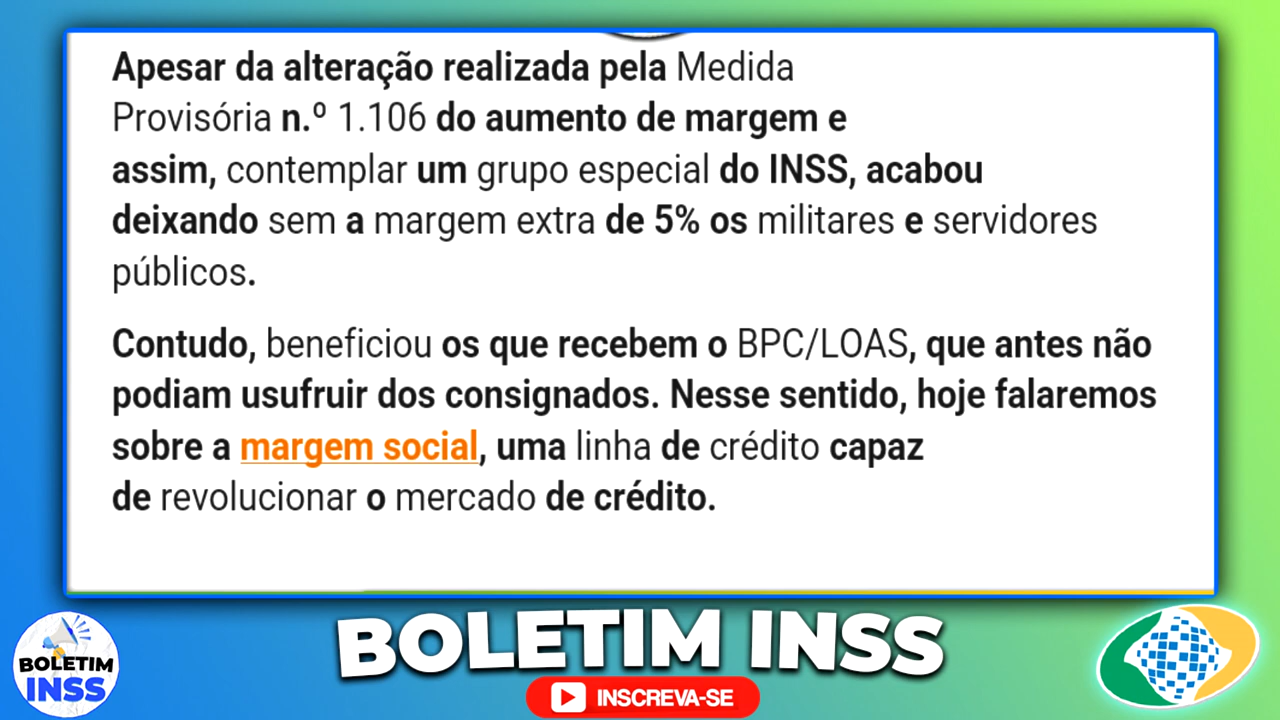 Apesar da alteração realizada pela Medida
Provisória n.º 1.106 do aumento de margem e
assim, contemplar um grupo especial do INSS, acabou
deixando sem a margem extra de 5% os militares e servidores
públicos.
Contudo, beneficiou os que recebem o BPC/LOAS, que antes não
podiam usufruir dos consignados. Nesse sentido, hoje falaremos
sobre a margem social, uma linha de crédito capaz
de revolucionar o mercado de crédito.
BOLETIM INSS
INSCREVA-SE
BOLETIM
INSS